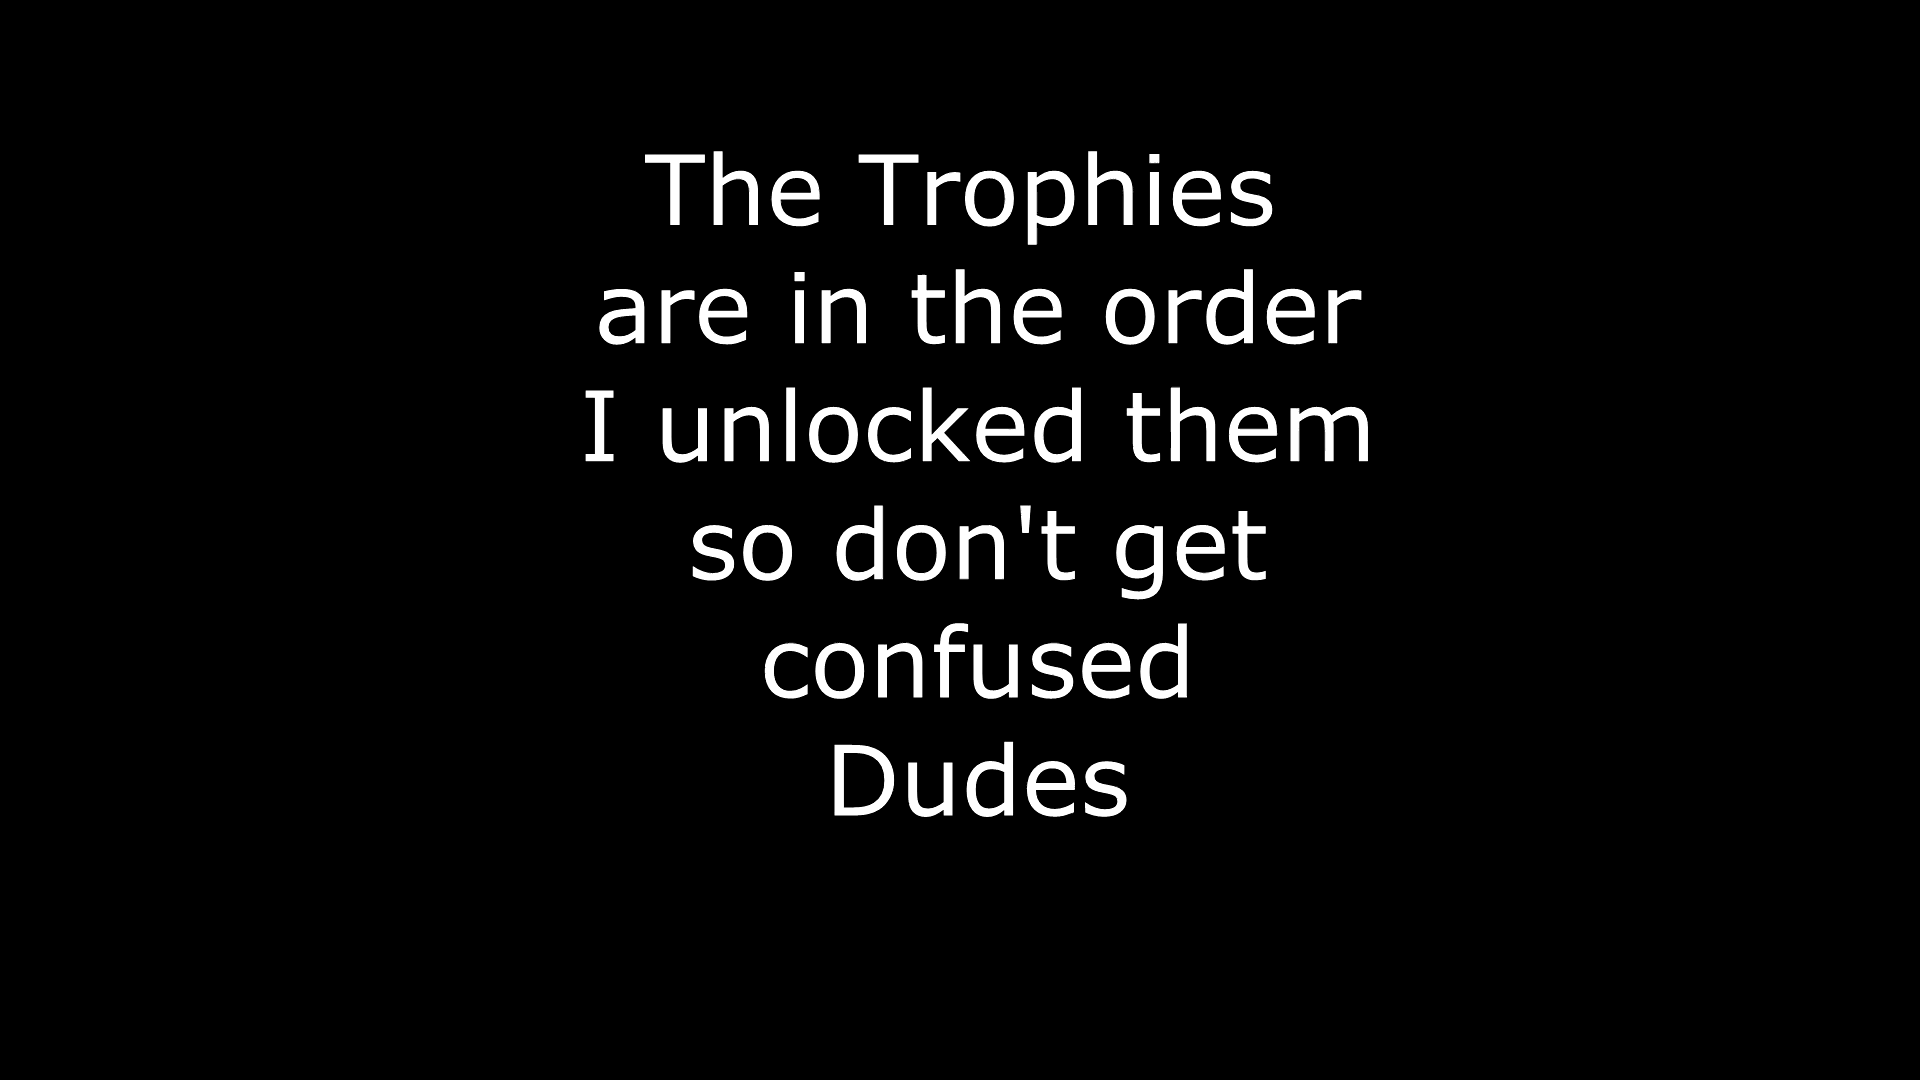 The Trophies
are in the order
I unlocked them
so don't get
confused
Dudes